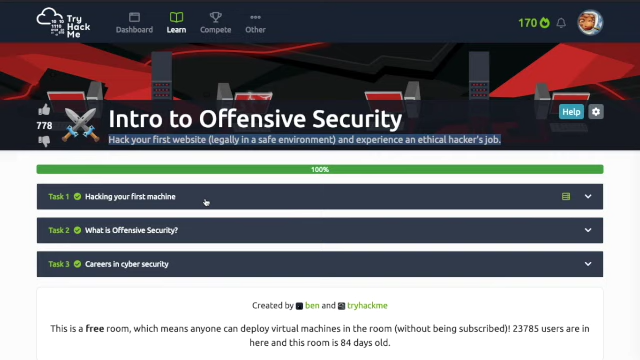 Try
Hack
Me
Dashboard
Learn
Compete
Other
170
778
Intro to Offensive Security
Hack your first website (legally in a safe environment) and experience an ethical hacker's job.
Help
100%
Task 1 Hacking your first machine
Task 2 What is Offensive Security?
Task 3 Careers in cyber security
Created by ben and tryhackme
This is a free room, which means anyone can deploy virtual machines in the room (without being subscribed)! 23785 users are in
here and this room is 84 days old.